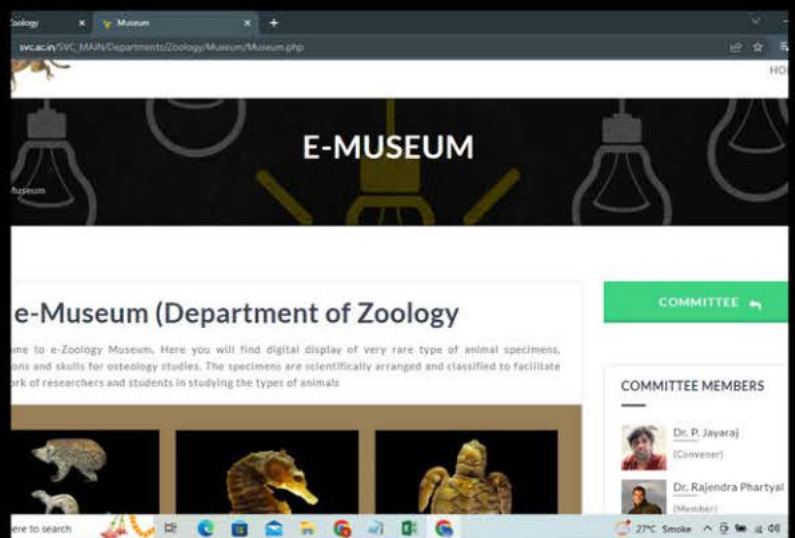 Zoology
Museum
svc.ac.in/SVC_MAIN/Departments/Zoology/Museum/Museum.php
E-MUSEUM
Museum
e-Museum (Department of Zoology
COMMITTEE
me to e-Zoology Museum, Here you will find digital display of very rare type of animal specimens,
ons and skulls for osteology studies. The specimens are scientifically arranged and classified to facilitate
ork of researchers and students in studying the types of animals
COMMITTEE MEMBERS
Dr. P. Jayaraj
(Convener)
Dr. Rajendra Phartyal
(Member)
ere to search
27°C Smoke